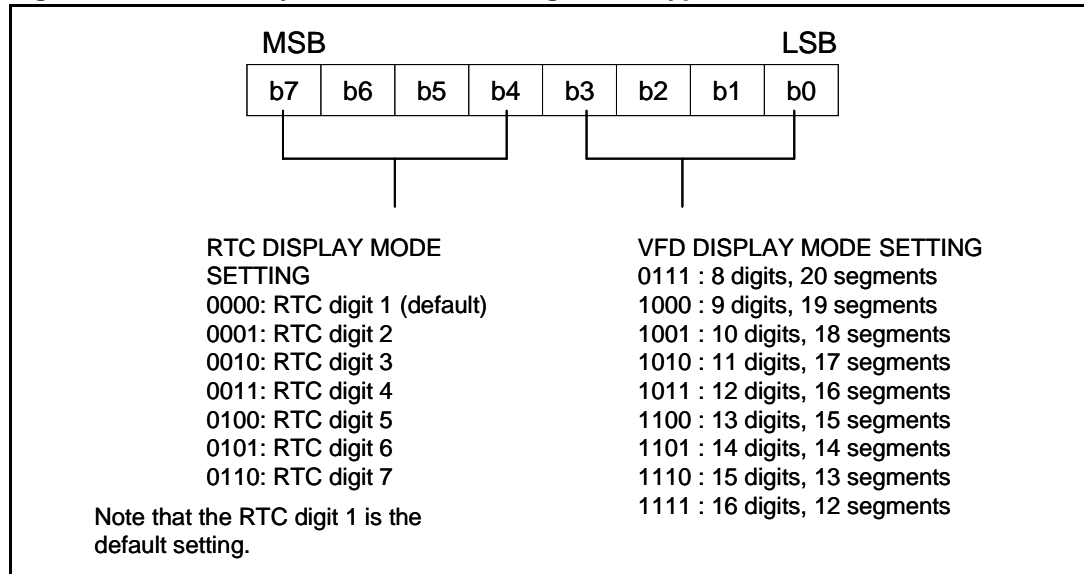 MSB LSB
b7 b6 b5 b4 b3 b2 b1 b0
RTC DISPLAY MODE
SETTING
0000: RTC digit 1 (default)
0001: RTC digit 2
0010: RTC digit 3
0011: RTC digit 4
0100: RTC digit 5
0101: RTC digit 6
0110: RTC digit 7
Note that the RTC digit 1 is the
default setting.
VFD DISPLAY MODE SETTING
0111 : 8 digits, 20 segments
1000 : 9 digits, 19 segments
1001 : 10 digits, 18 segments
1010 : 11 digits, 17 segments
1011 : 12 digits, 16 segments
1100 : 13 digits, 15 segments
1101 : 14 digits, 14 segments
1110 : 15 digits, 13 segments
1111 : 16 digits, 12 segments